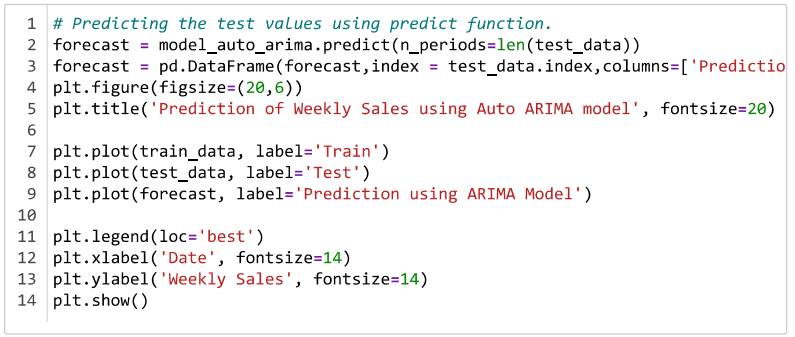 1 # Predicting the test values using predict function.
2 forecast = model_auto_arima.predict(n_periods=len(test_data))
3 forecast = pd.DataFrame(forecast,index = test_data.index,columns=['Predictio
4 plt.figure(figsize=(20,6))
5 plt.title('Prediction of Weekly Sales using Auto ARIMA model', fontsize=20)
6
7 plt.plot(train_data, label='Train')
8 plt.plot(test_data, label='Test')
9 plt.plot(forecast, label='Prediction using ARIMA Model')
10
11 plt.legend(loc='best')
12 plt.xlabel('Date', fontsize=14)
13 plt.ylabel('Weekly Sales', fontsize=14)
14 plt.show()